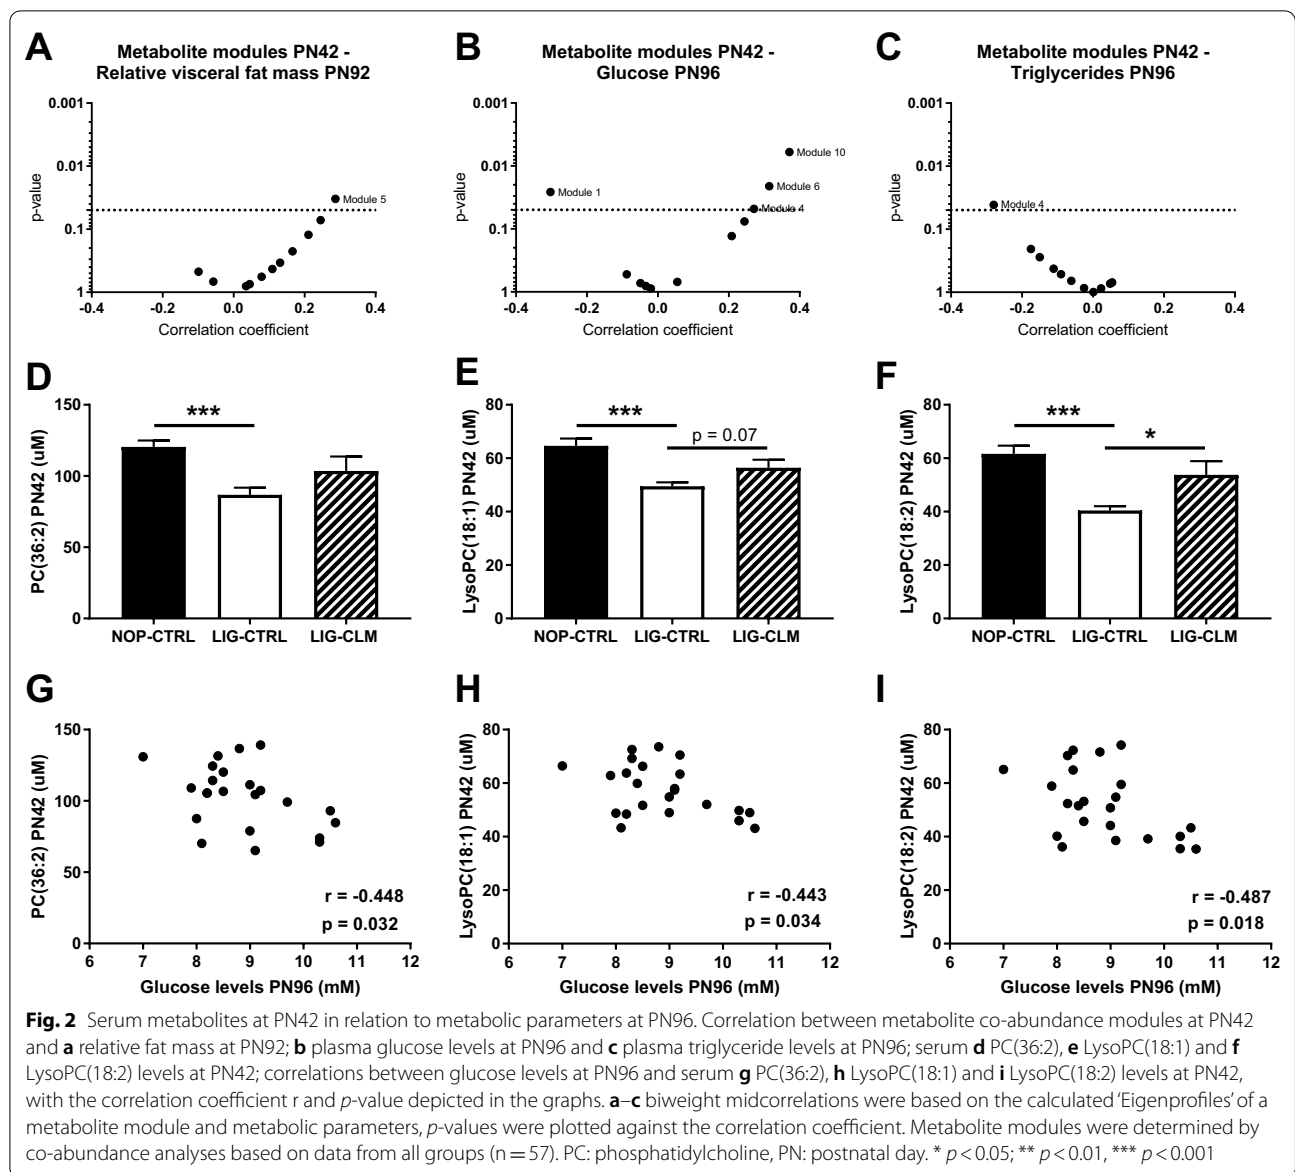 A
Metabolite modules PN42 -
Relative visceral fat mass PN92
0.001
0.01
0.1
1
p-value
Module 5
-0.4
-0.2
0.0
0.2
0.4
Correlation coefficient
B
Metabolite modules PN42 -
Glucose PN96
0.001
0.01
0.1
1
p-value
Module 10
Module 1
Module 6
Module 4
-0.4
-0.2
0.0
0.2
0.4
Correlation coefficient
C
Metabolite modules PN42 -
Triglycerides PN96
0.001
0.01
0.1
1
p-value
Module 4
-0.4
-0.2
0.0
0.2
0.4
Correlation coefficient
D
PC(36:2) PN42 (uM)
150
100
50
0
***
NOP-CTRL LIG-CTRL LIG-CLM
E
LysoPC(18:1) PN42 (uM)
80
60
40
20
0
***
p = 0.07
NOP-CTRL LIG-CTRL LIG-CLM
F
LysoPC(18:2) PN42 (uM)
80
60
40
20
0
***
*
NOP-CTRL LIG-CTRL LIG-CLM
G
PC(36:2) PN42 (uM)
150
100
50
0
r = -0.448
p = 0.032
6 7 8 9 10 11 12
Glucose levels PN96 (mM)
H
LysoPC(18:1) PN42 (uM)
80
60
40
20
0
r = -0.443
p = 0.034
6 7 8 9 10 11 12
Glucose levels PN96 (mM)
I
LysoPC(18:2) PN42 (uM)
80
60
40
20
0
r = -0.487
p = 0.018
6 7 8 9 10 11 12
Glucose levels PN96 (mM)
Fig. 2 Serum metabolites at PN42 in relation to metabolic parameters at PN96. Correlation between metabolite co-abundance modules at PN42
and a relative fat mass at PN92; b plasma glucose levels at PN96 and c plasma triglyceride levels at PN96; serum d PC(36:2), e LysoPC(18:1) and f
LysoPC(18:2) levels at PN42; correlations between glucose levels at PN96 and serum g PC(36:2), h LysoPC(18:1) and i LysoPC(18:2) levels at PN42,
with the correlation coefficient r and p-value depicted in the graphs. a–c biweight midcorrelations were based on the calculated 'Eigenprofiles' of a
metabolite module and metabolic parameters, p-values were plotted against the correlation coefficient. Metabolite modules were determined by
co-abundance analyses based on data from all groups (n = 57). PC: phosphatidylcholine, PN: postnatal day. * p < 0.05; ** p < 0.01, *** p < 0.001